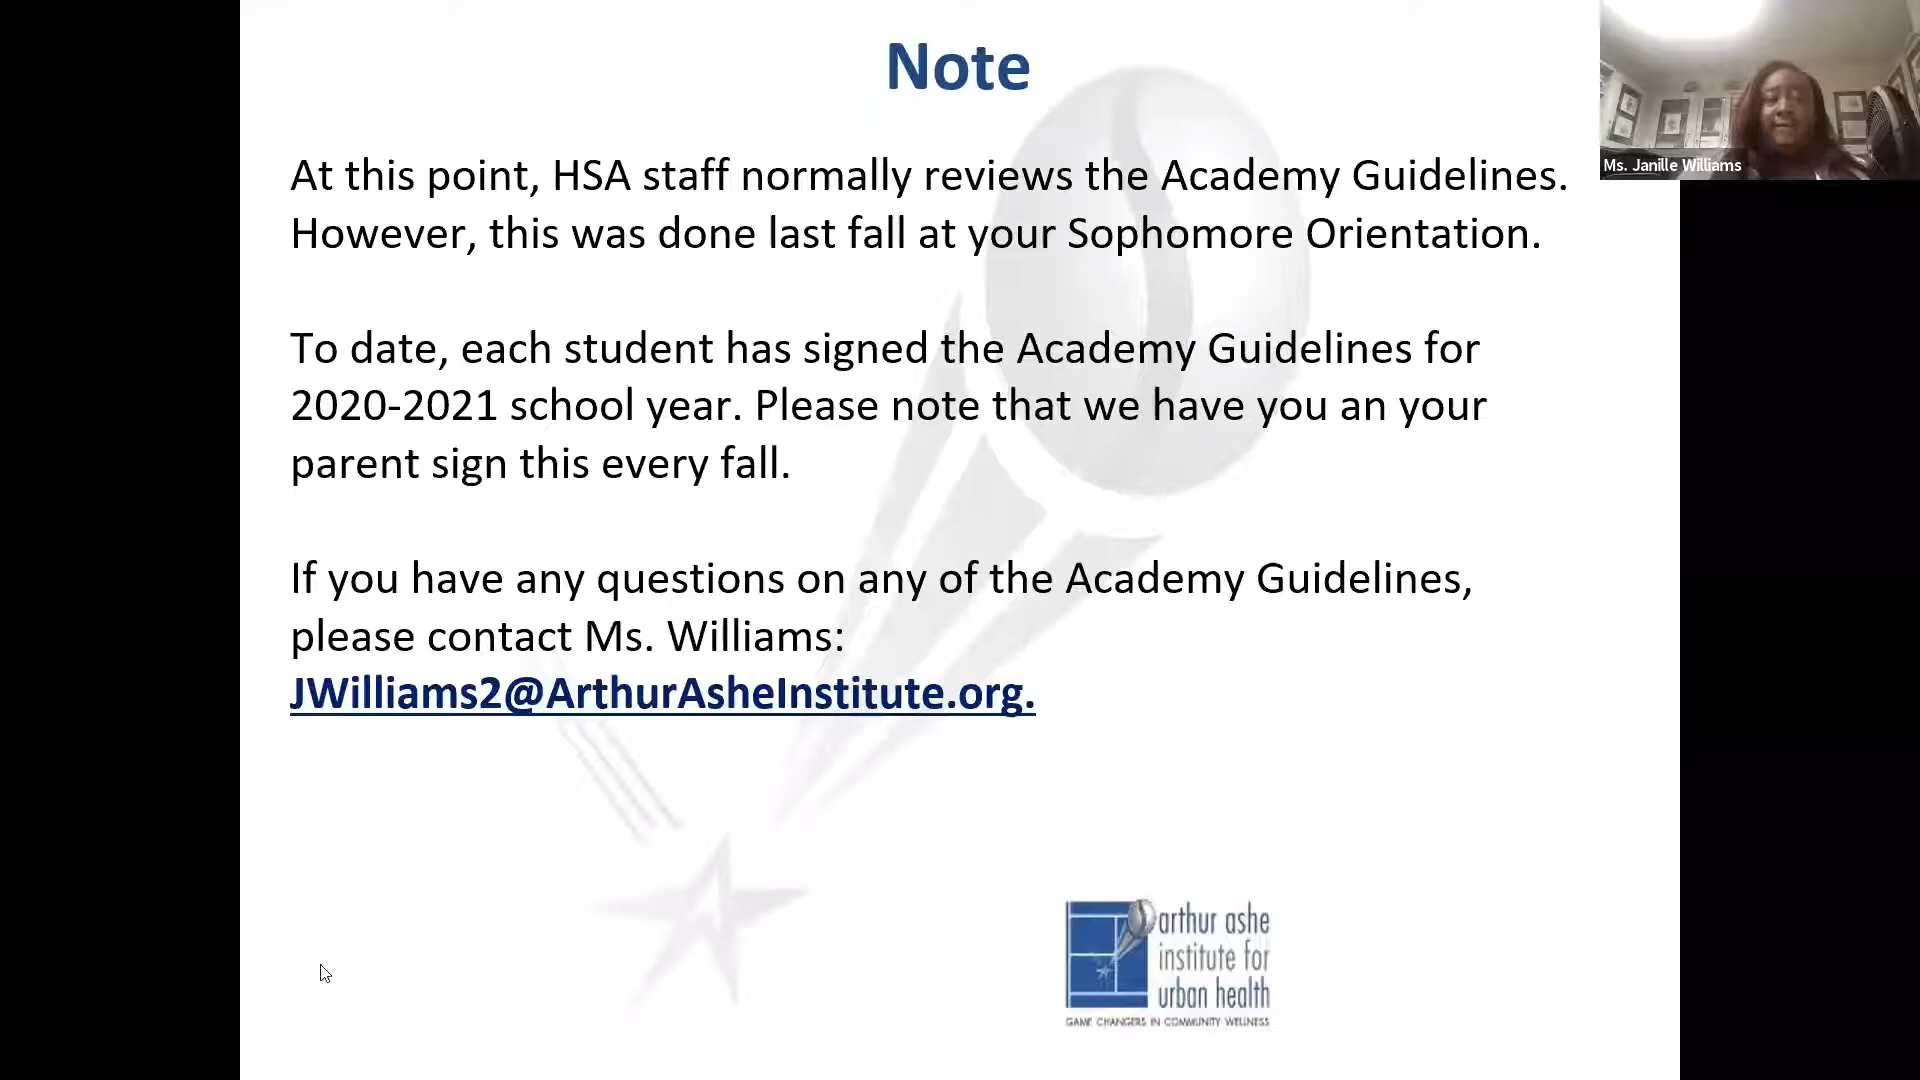 Note
Ms. Janille Williams
At this point, HSA staff normally reviews the Academy Guidelines.
However, this was done last fall at your Sophomore Orientation.
To date, each student has signed the Academy Guidelines for
2020-2021 school year. Please note that we have you an your
parent sign this every fall.
If you have any questions on any of the Academy Guidelines,
please contact Ms. Williams:
JWilliams2@ArthurAsheInstitute.org.
arthur ashe
institute for
urban health
GAME CHANGERS IN COMMUNITY WELLNESS